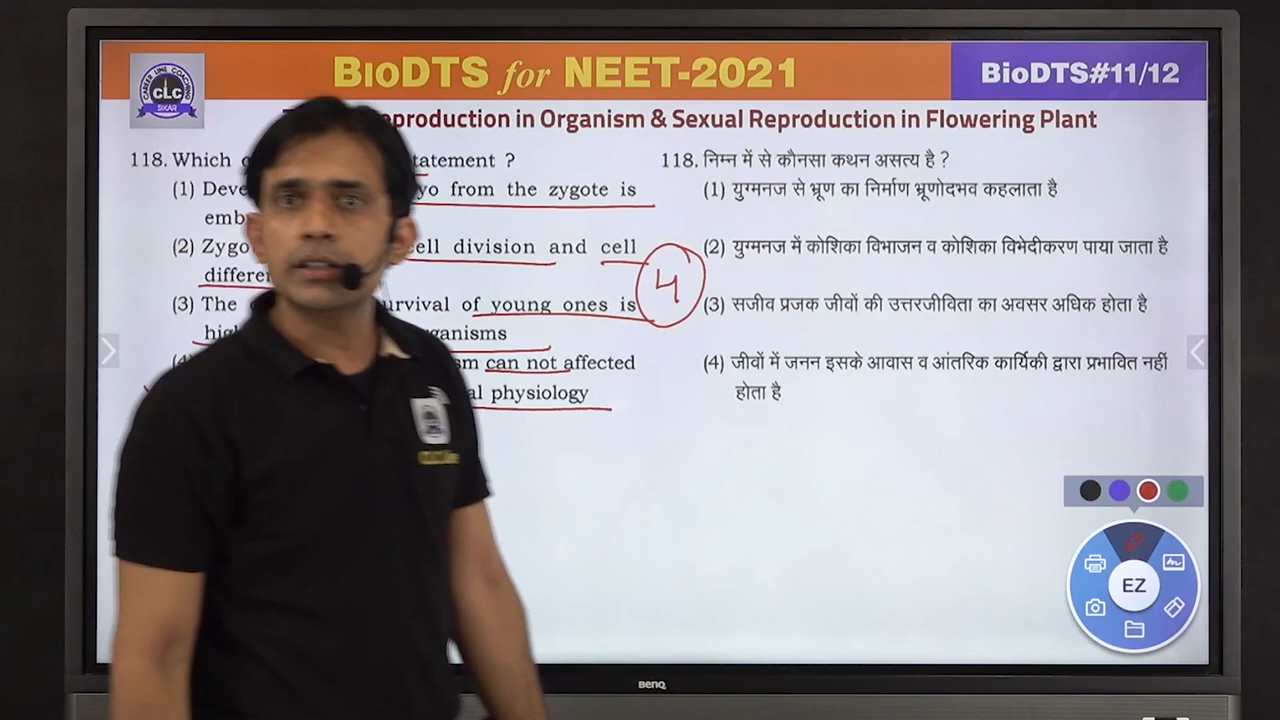 BIODTS for NEET-2021
BioDTS#11/12
CAREER LINE COACHING
CLC
SIKAR
production in Organism & Sexual Reproduction in Flowering Plant
118. Which tatement ?
(1) Deve yo from the zygote is
emb
(2) Zygo cell division and cell
differe
(3) The urvival of young ones is
hig ganisms
sm can not affected
al physiology
4
118. निम्न में से कौनसा कथन असत्य है ?
(1) युग्मनज से भ्रूण का निर्माण भ्रूणोदभव कहलाता है
(2) युग्मनज में कोशिका विभाजन व कोशिका विभेदीकरण पाया जाता है
(3) सजीव प्रजक जीवों की उत्तरजीविता का अवसर अधिक होता है
(4) जीवों में जनन इसके आवास व आंतरिक कार्यिकी द्वारा प्रभावित नहीं
होता है
EZ
BENQ